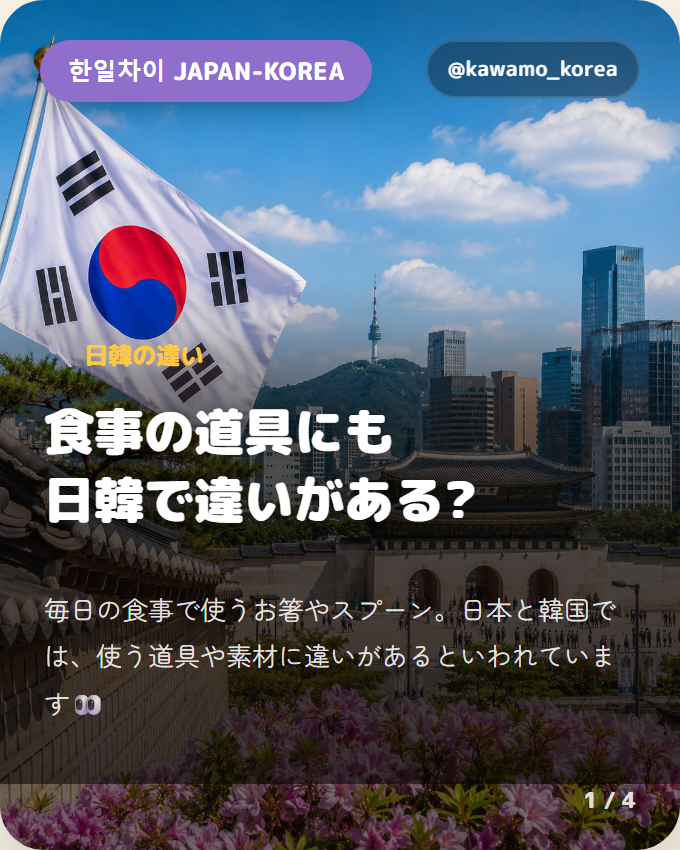 한일차이 JAPAN-KOREA
@kawamo_korea
日韓の違い
食事の道具にも
日韓で違いがある?
毎日の食事で使うお箸やスプーン。日本と韓国で
は、使う道具や素材に違いがあるといわれていま
す👀
1 / 4